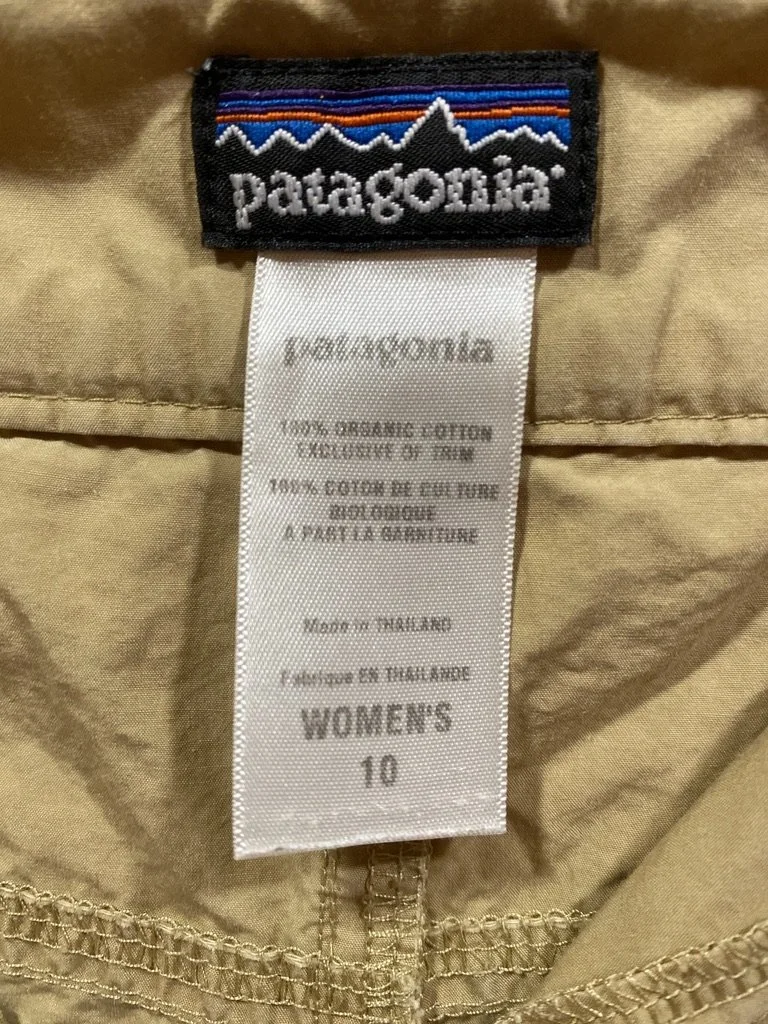 patagonia
patagonia
100% ORGANIC COTTON
EXCLUSIVE OF TRIM
100% COTON DE CULTURE
BIOLOGIQUE
A PART LA GARNITURE
Made in THAILAND
Fabrique EN THAILANDE
WOMEN'S
10